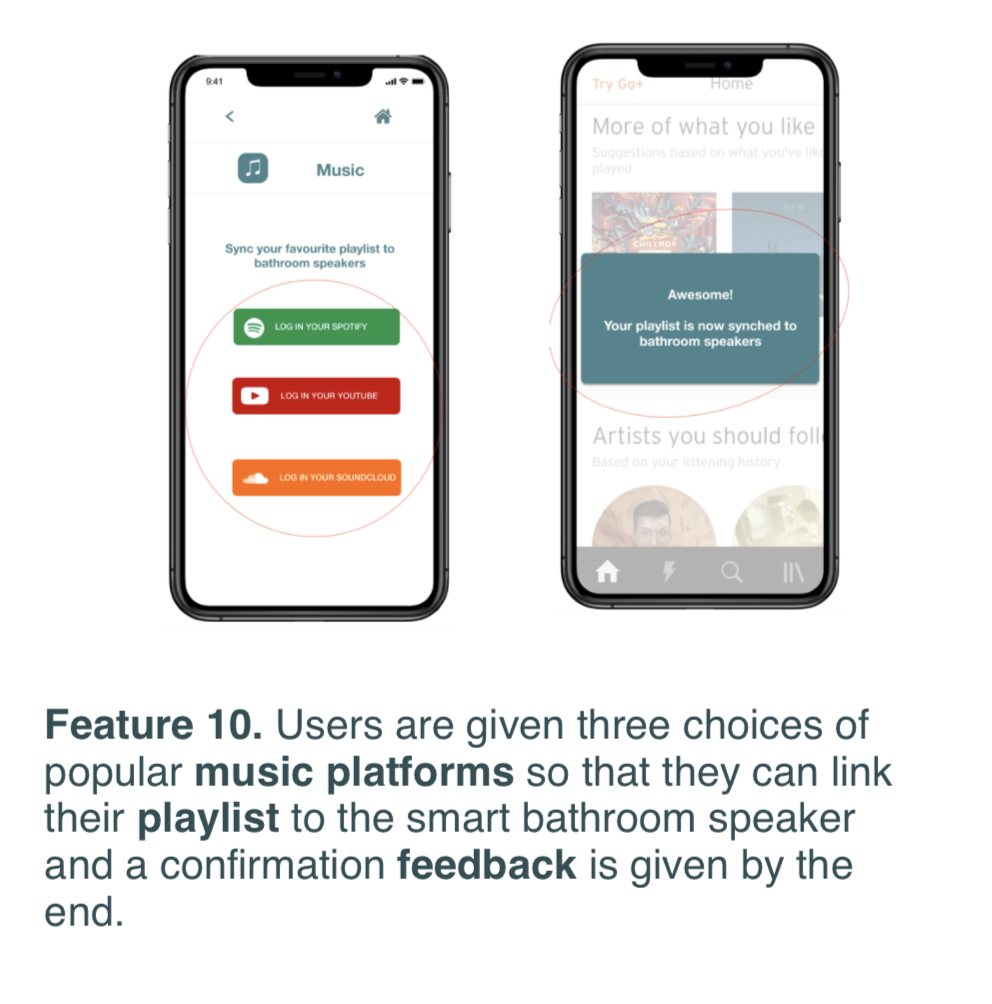 9:41
Music
Sync your favourite playlist to
bathroom speakers
LOG IN YOUR SPOTIFY
LOG IN YOUR YOUTUBE
LOG IN YOUR SOUNDCLOUD
Try Go+
Home
More of what you like
Suggestions based on what you've like
played
CHILLHOP
Awesome!
Your playlist is now synched to
bathroom speakers
Artists you should foll
Based on your listening history
Feature 10. Users are given three choices of
popular music platforms so that they can link
their playlist to the smart bathroom speaker
and a confirmation feedback is given by the
end.